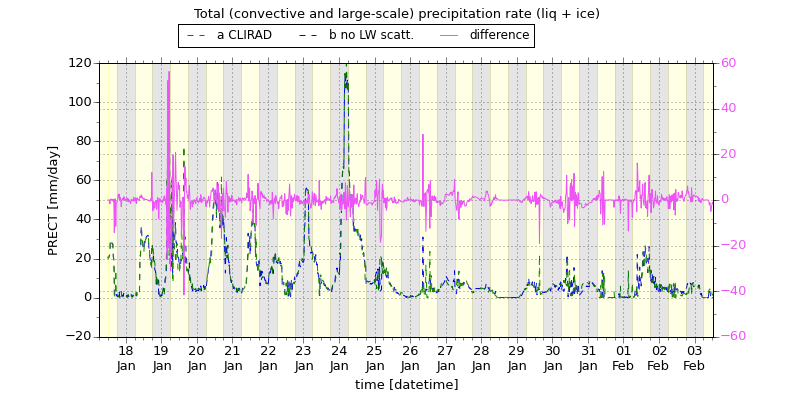 Total (convective and large-scale) precipitation rate (liq + ice)
a CLIRAD b no LW scatt. difference
120 60
100 40
80 20
60 0
40 −20
20 −40
0 −60
−20
PRECT [mm/day]
18 19 20 21 22 23 24 25 26 27 28 29 30 31 01 02 03
Jan Jan Jan Jan Jan Jan Jan Jan Jan Jan Jan Jan Jan Jan Feb Feb Feb
time [datetime]